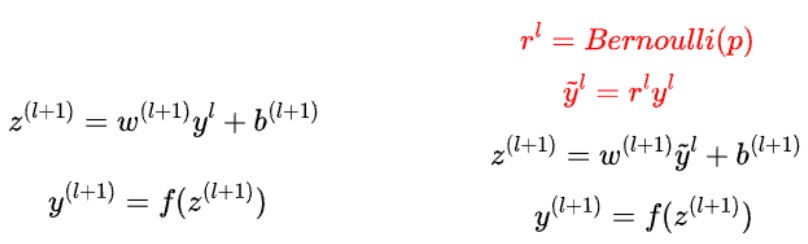 z^{(l+1)} = w^{(l+1)}y^{l} + b^{(l+1)}
y^{(l+1)} = f(z^{(l+1)})
r^{l} = Bernoulli(p)
ỹ^{l} = r^{l}y^{l}
z^{(l+1)} = w^{(l+1)}ỹ^{l} + b^{(l+1)}
y^{(l+1)} = f(z^{(l+1)})